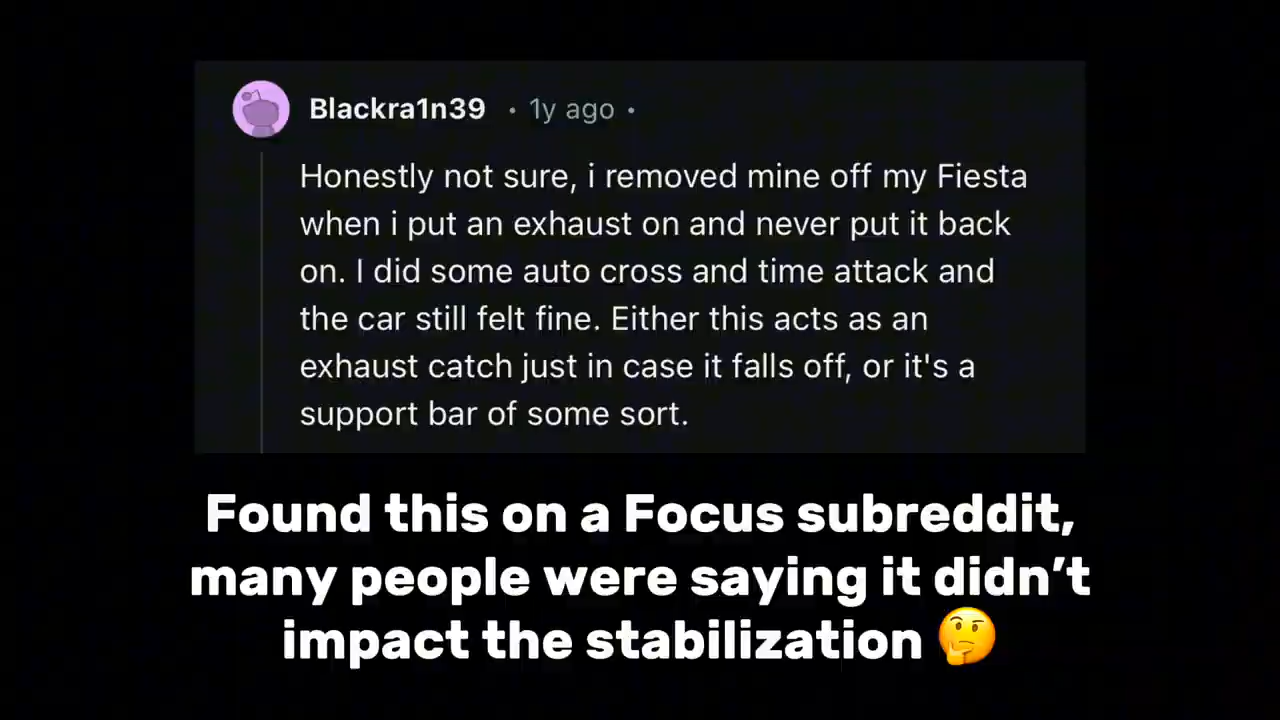 Blackra1n39 • 1y ago •
Honestly not sure, i removed mine off my Fiesta
when i put an exhaust on and never put it back
on. I did some auto cross and time attack and
the car still felt fine. Either this acts as an
exhaust catch just in case it falls off, or it's a
support bar of some sort.
Found this on a Focus subreddit,
many people were saying it didn’t
impact the stabilization 🤔